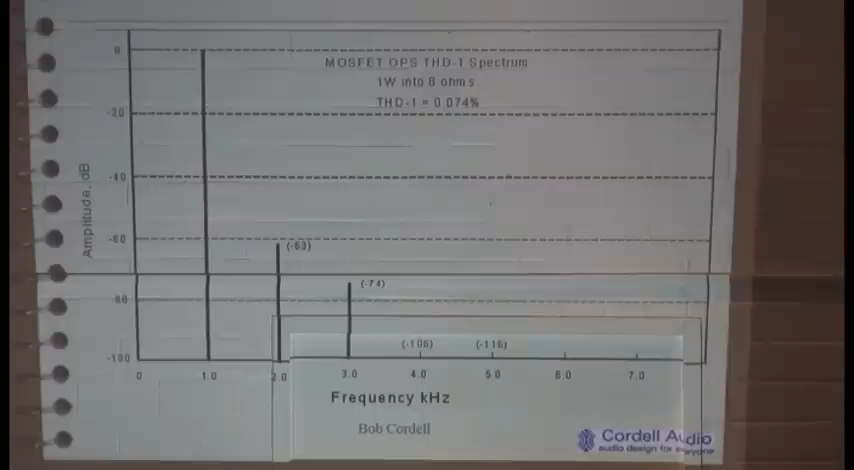 0
MOSFET OPS THD-1 Spectrum
1W into 8 ohms
THD-1 = 0.074%
-20
-40
Amplitude, dB
-60
(-63)
(-74)
-80
(-106) (-116)
-100
0 1.0 2.0 3.0 4.0 5.0 6.0 7.0
Frequency kHz
Bob Cordell
Cordell Audio
audio design for everyone